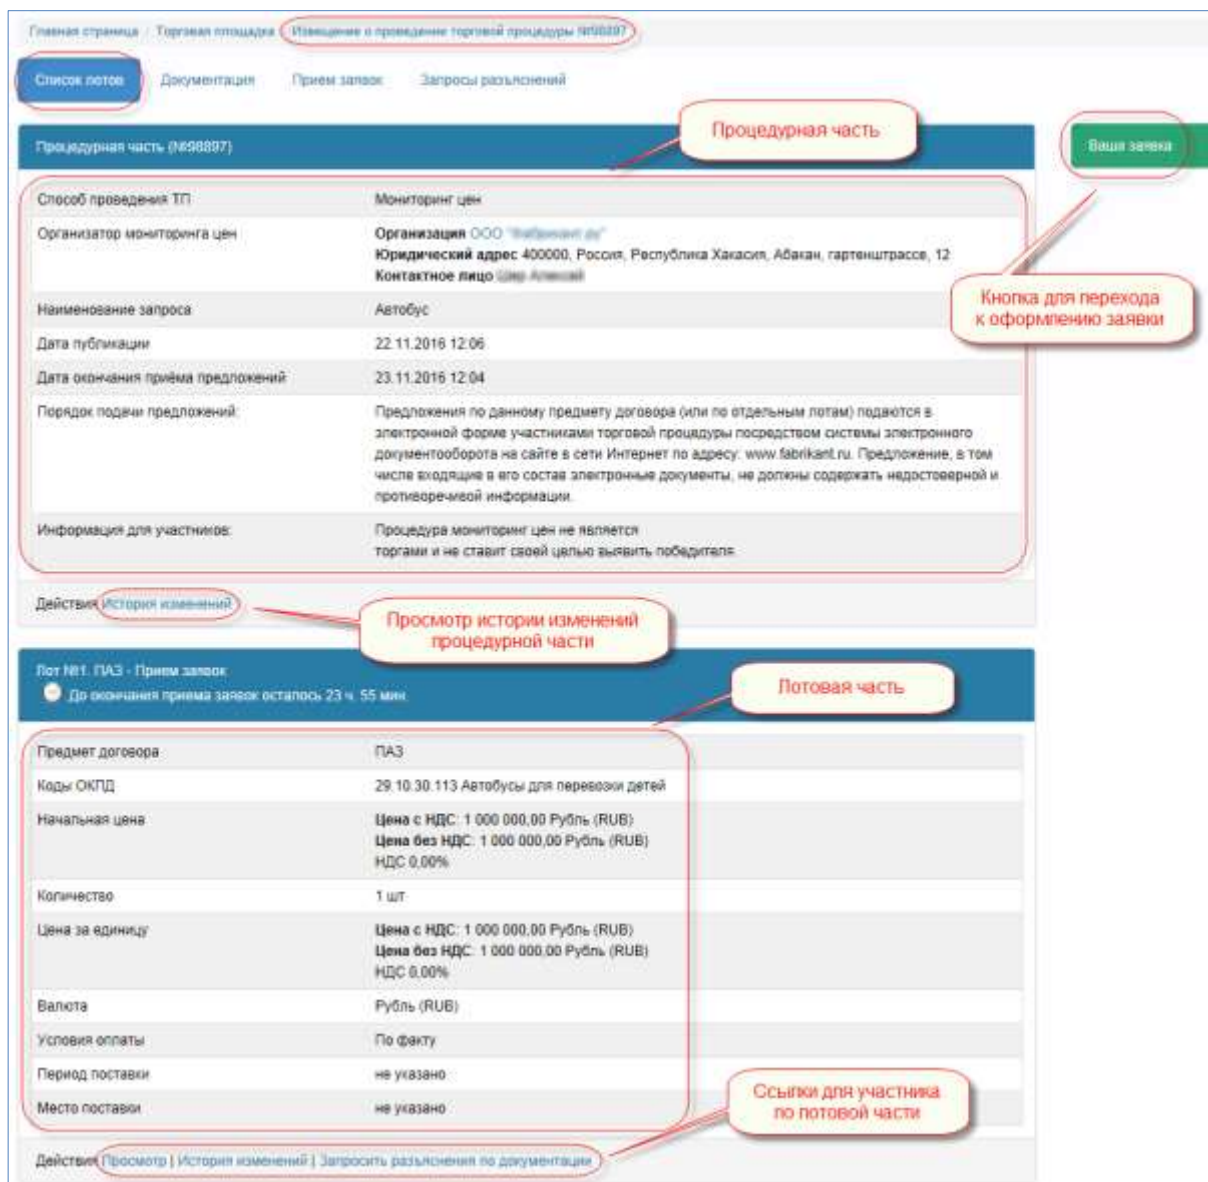 Главная страница / Торговая площадка / Извещение о проведение торговой процедуры №98897
Список лотов Документация Прием заявок Запросы разъяснений
Процедурная часть
Процедурная часть (№98897)
Ваша заявка
Способ проведения ТП Мониторинг цен
Организатор мониторинга цен Организация ООО
Юридический адрес 400000, Россия, Республика Хакасия, Абакан, гартенштрассе, 12
Контактное лицо
Кнопка для перехода
к оформлению заявки
Наименование запроса Автобус
Дата публикации 22.11.2016 12:06
Дата окончания приёма предложений 23.11.2016 12:04
Порядок подачи предложений: Предложения по данному предмету договора (или по отдельным лотам) подаются в
электронной форме участниками торговой процедуры посредством системы электронного
документооборота на сайте в сети Интернет по адресу: www.fabrikant.ru. Предложение, в том
числе входящие в его состав электронные документы, не должны содержать недостоверной и
противоречивой информации.
Информация для участников: Процедура мониторинг цен не является
торгами и не ставит своей целью выявить победителя.
Действия История изменений
Просмотр истории изменений
процедурной части
Лот №1. ПАЗ - Прием заявок
До окончания приема заявок осталось 23 ч. 55 мин.
Лотовая часть
Предмет договора ПАЗ
Коды ОКПД 29.10.30.113 Автобусы для перевозки детей
Начальная цена Цена с НДС: 1 000 000,00 Рубль (RUB)
Цена без НДС: 1 000 000,00 Рубль (RUB)
НДС 0,00%
Количество 1 шт
Цена за единицу Цена с НДС: 1 000 000,00 Рубль (RUB)
Цена без НДС: 1 000 000,00 Рубль (RUB)
НДС 0,00%
Валюта Рубль (RUB)
Условия оплаты По факту
Период поставки не указано
Место поставки не указано
Ссылки для участника
по лотовой части
Действия Просмотр | История изменений | Запросить разъяснения по документации